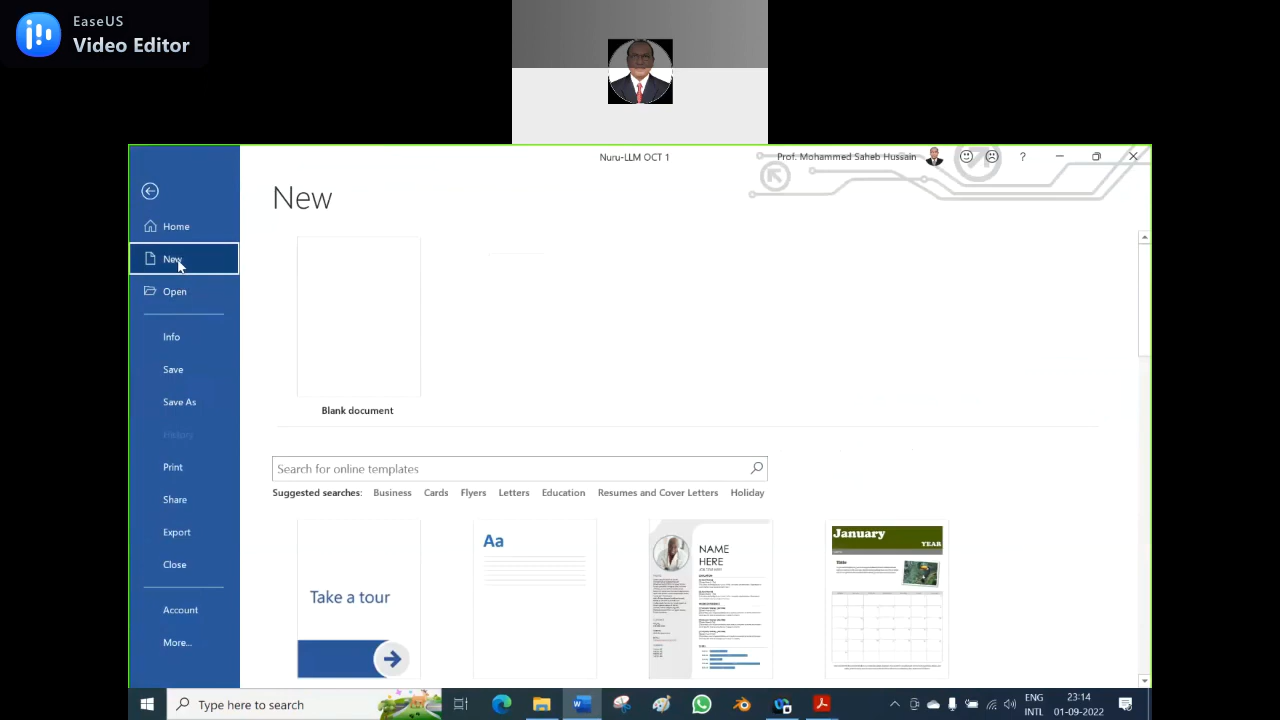 EaseUS
Video Editor
Nuru-LLM OCT 1
Prof. Mohammed Saheb Hussain
?
New
Home
New
Open
Info
Save
Save As
Print
Share
Export
Close
Account
More...
Blank document
Search for online templates
Suggested searches: Business Cards Flyers Letters Education Resumes and Cover Letters Holiday
Take a tour
Aa
NAME
HERE
January
YEAR
Title
Type here to search
ENG
INTL
23:14
01-09-2022